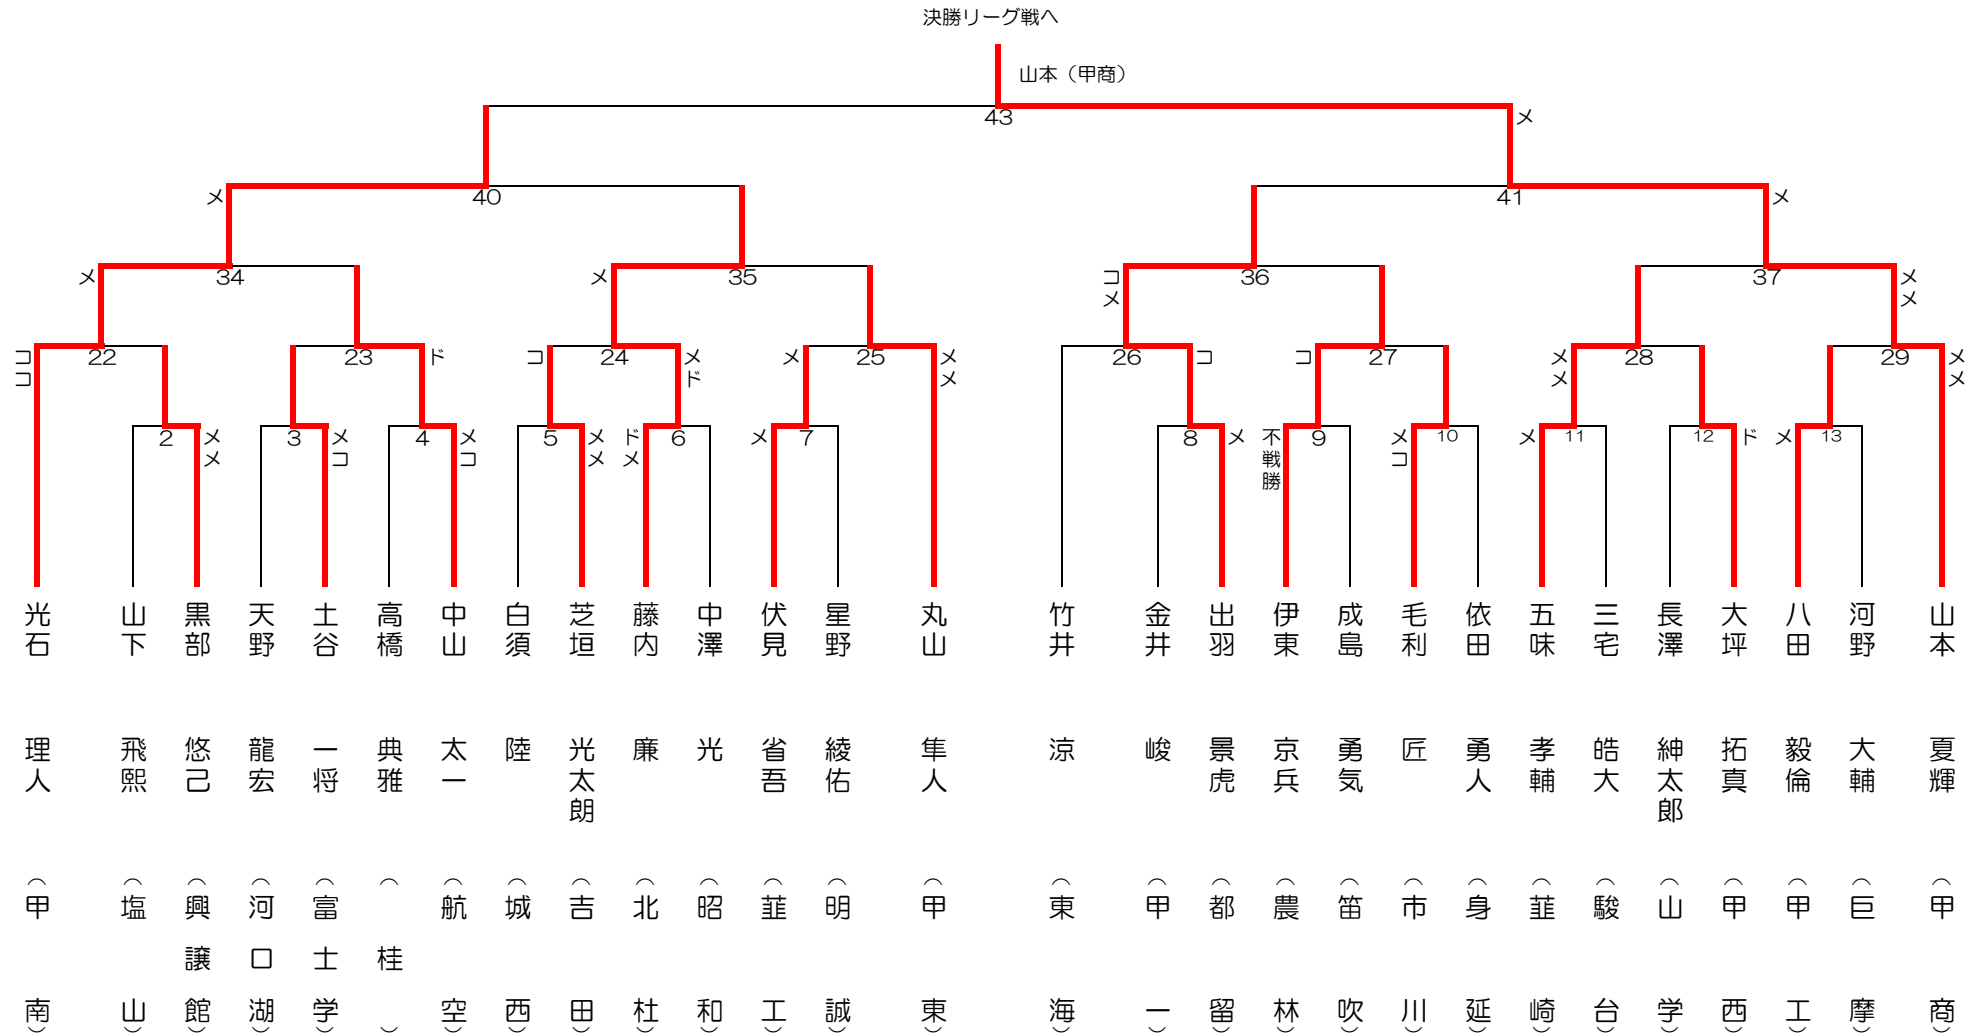 決勝リーグ戦へ
山本（甲商）
43
メ
メ
40
41
メ
メ
34
メ
35
コメ
36
37
メメ
ココ
22
23
ド
コ
24
メド
メ
25
メメ
26
コ
コ
27
メメ
28
29
メメ
2
メメ
3
メコ
4
メコ
5
メメ
ドメ
6
メ
7
8
メ
不戦勝
9
メコ
10
メ
11
12
ド
メ
13
光石 理人 （甲南）
山下 飛熙 （塩山）
黒部 悠己 （興譲館）
天野 龍宏 （河口湖）
土谷 一将 （富士学）
高橋 典雅 （桂）
中山 太一 （航空）
白須 陸 （城西）
芝垣 光太朗 （吉田）
藤内 廉 （北杜）
中澤 光 （昭和）
伏見 省吾 （韮工）
星野 綾佑 （明誠）
丸山 隼人 （甲東）
竹井 涼 （東海）
金井 峻 （甲一）
出羽 景虎 （都留）
伊東 京兵 （農林）
成島 勇気 （笛吹）
毛利 匠 （市川）
依田 勇人 （身延）
五味 孝輔 （韮崎）
三宅 皓大 （駿台）
長澤 紳太郎 （山学）
大坪 拓真 （甲西）
八田 毅倫 （甲工）
河野 大輔 （巨摩）
山本 夏輝 （甲商）